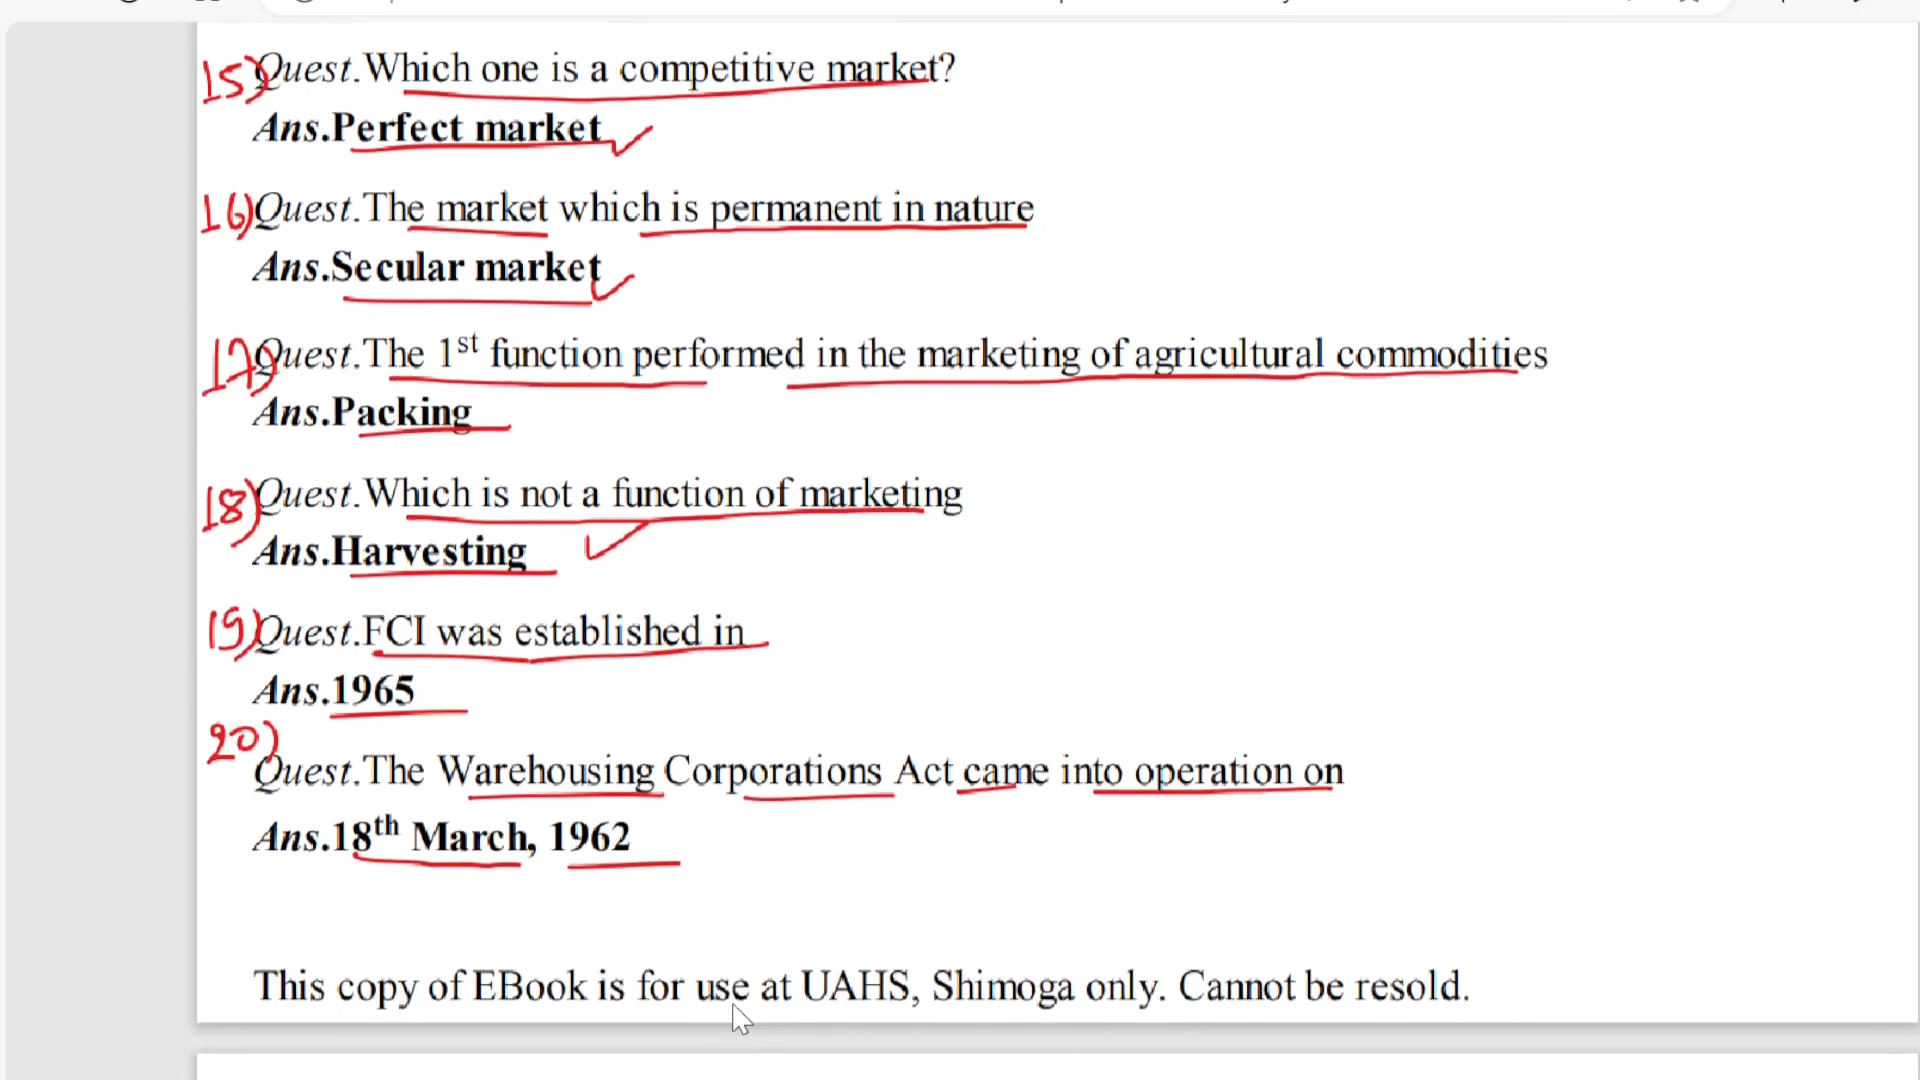 15) Quest.Which one is a competitive market?
Ans.Perfect market
16) Quest.The market which is permanent in nature
Ans.Secular market
17) Quest.The 1st function performed in the marketing of agricultural commodities
Ans.Packing
18) Quest.Which is not a function of marketing
Ans.Harvesting
19) Quest.FCI was established in
Ans.1965
20)
Quest.The Warehousing Corporations Act came into operation on
Ans.18th March, 1962
This copy of EBook is for use at UAHS, Shimoga only. Cannot be resold.